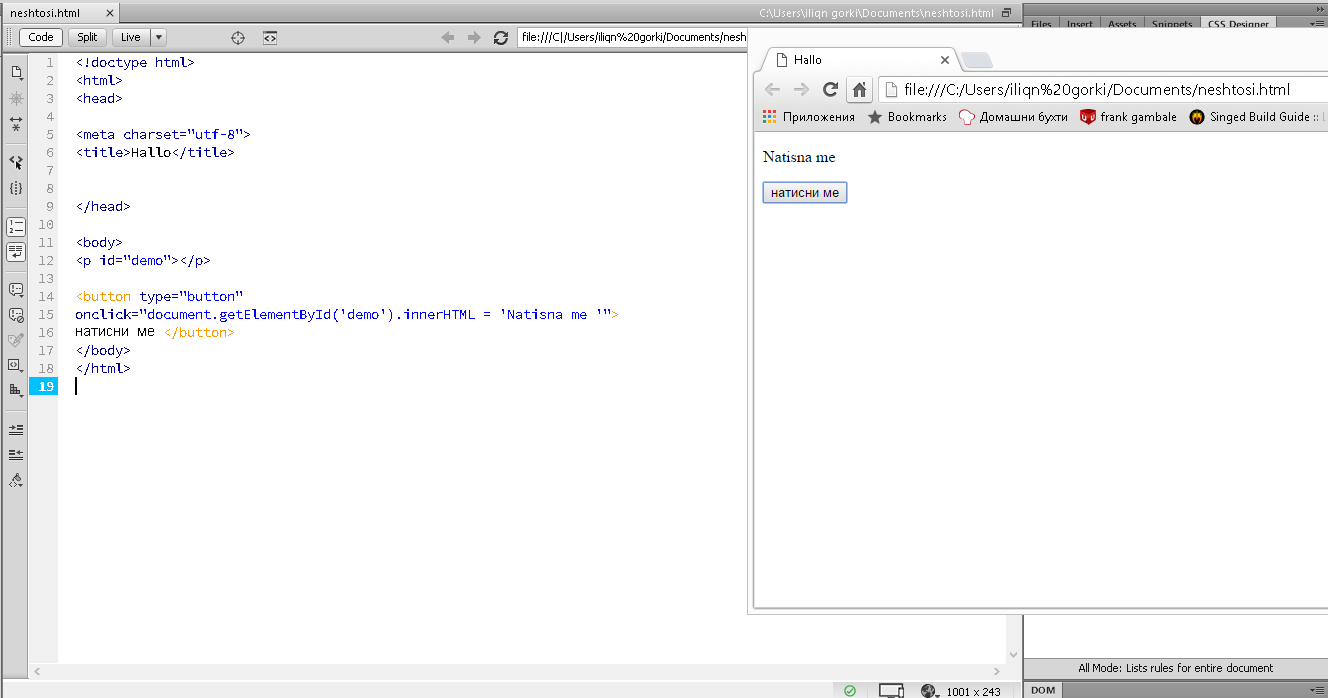 neshtosi.html ×
C:\Users\iliqn gorki\Documents\neshtosi.html
Code Split Live
file:///C|/Users/iliqn%20gorki/Documents/nesh
Files Insert Assets Snippets CSS Designer
1 <!doctype html>
2 <html>
3 <head>
4
5 <meta charset="utf-8">
6 <title>Hallo</title>
7
8
9 </head>
10
11 <body>
12 <p id="demo"></p>
13
14 <button type="button"
15 onclick="document.getElementById('demo').innerHTML = 'Natisna me '">
16 натисни ме </button>
17 </body>
18 </html>
19
Hallo
file:///C:/Users/iliqn%20gorki/Documents/neshtosi.html
Приложения Bookmarks Домашни бухти frank gambale Singed Build Guide ::
Natisna me
натисни ме
All Mode: Lists rules for entire document
1001 x 243
DOM